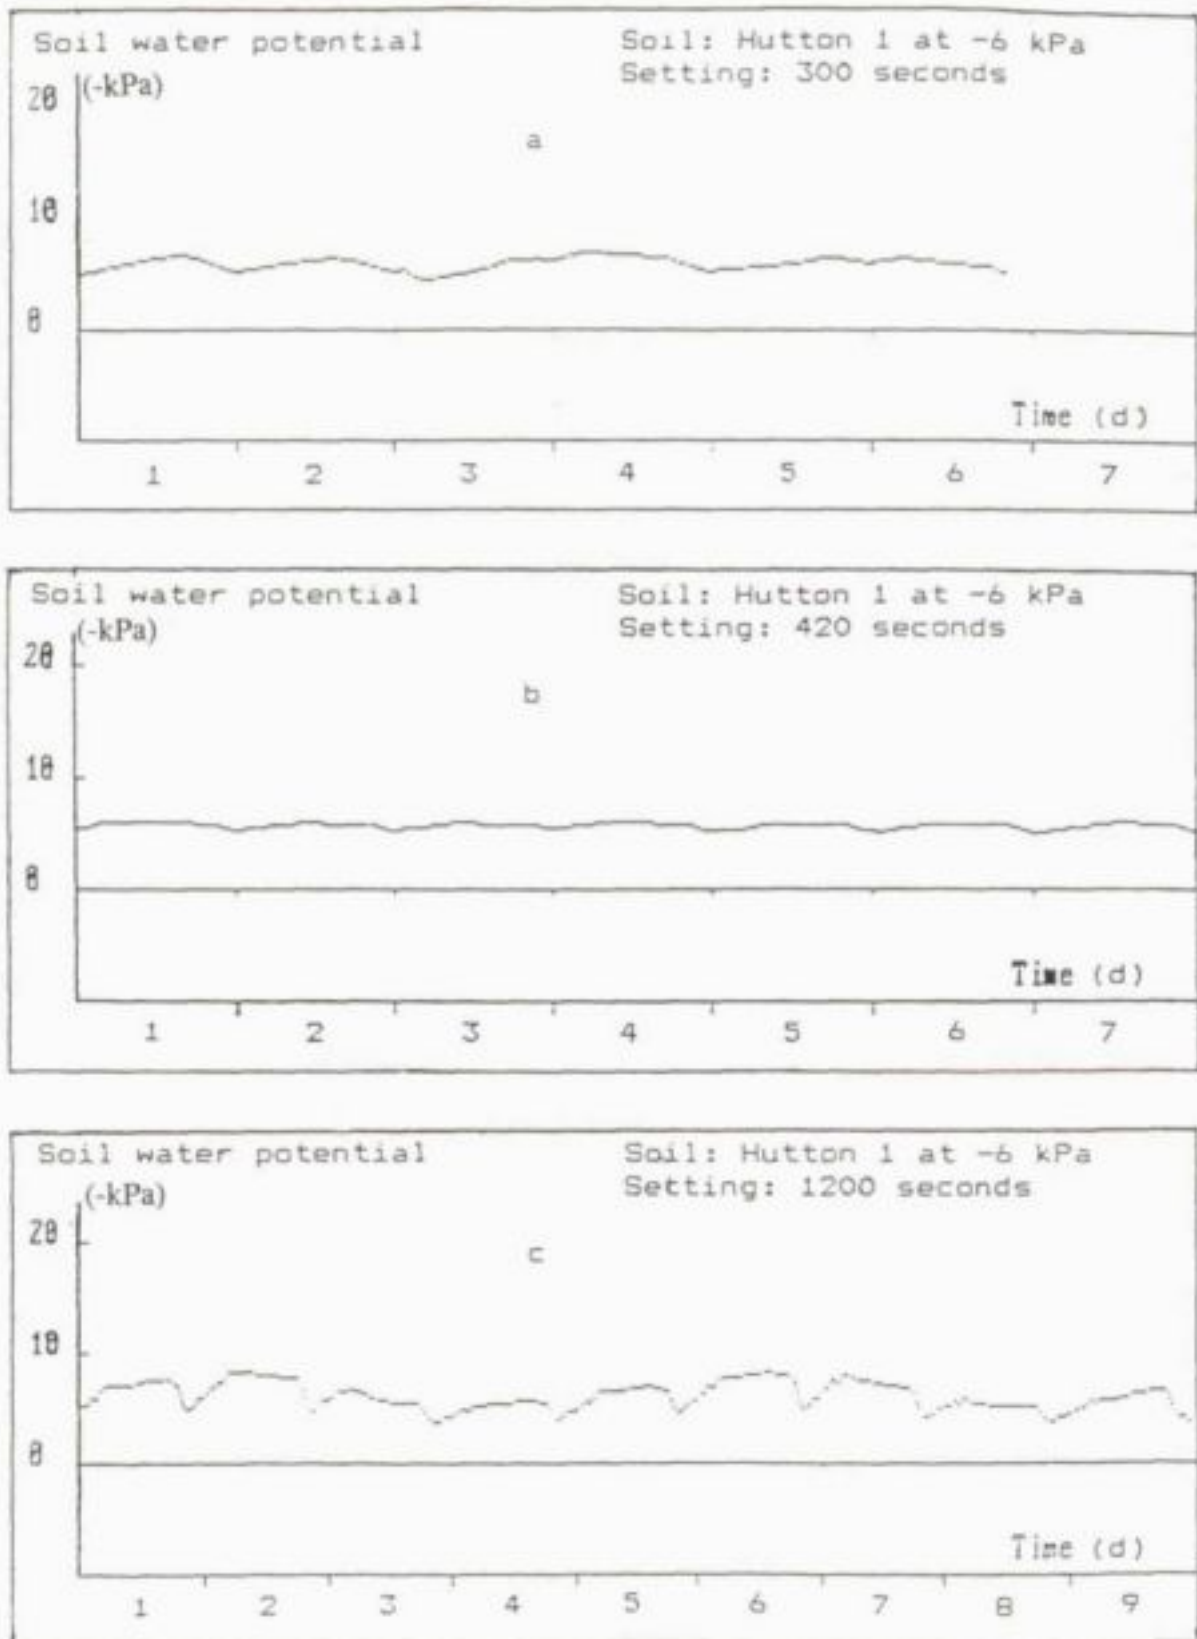 Soil water potential
(-kPa)
Soil: Hutton 1 at -6 kPa
Setting: 300 seconds
20
a
10
0
Time (d)
1 2 3 4 5 6 7
Soil water potential
(-kPa)
Soil: Hutton 1 at -6 kPa
Setting: 420 seconds
20
b
10
0
Time (d)
1 2 3 4 5 6 7
Soil water potential
(-kPa)
Soil: Hutton 1 at -6 kPa
Setting: 1200 seconds
20
c
10
0
Time (d)
1 2 3 4 5 6 7 8 9